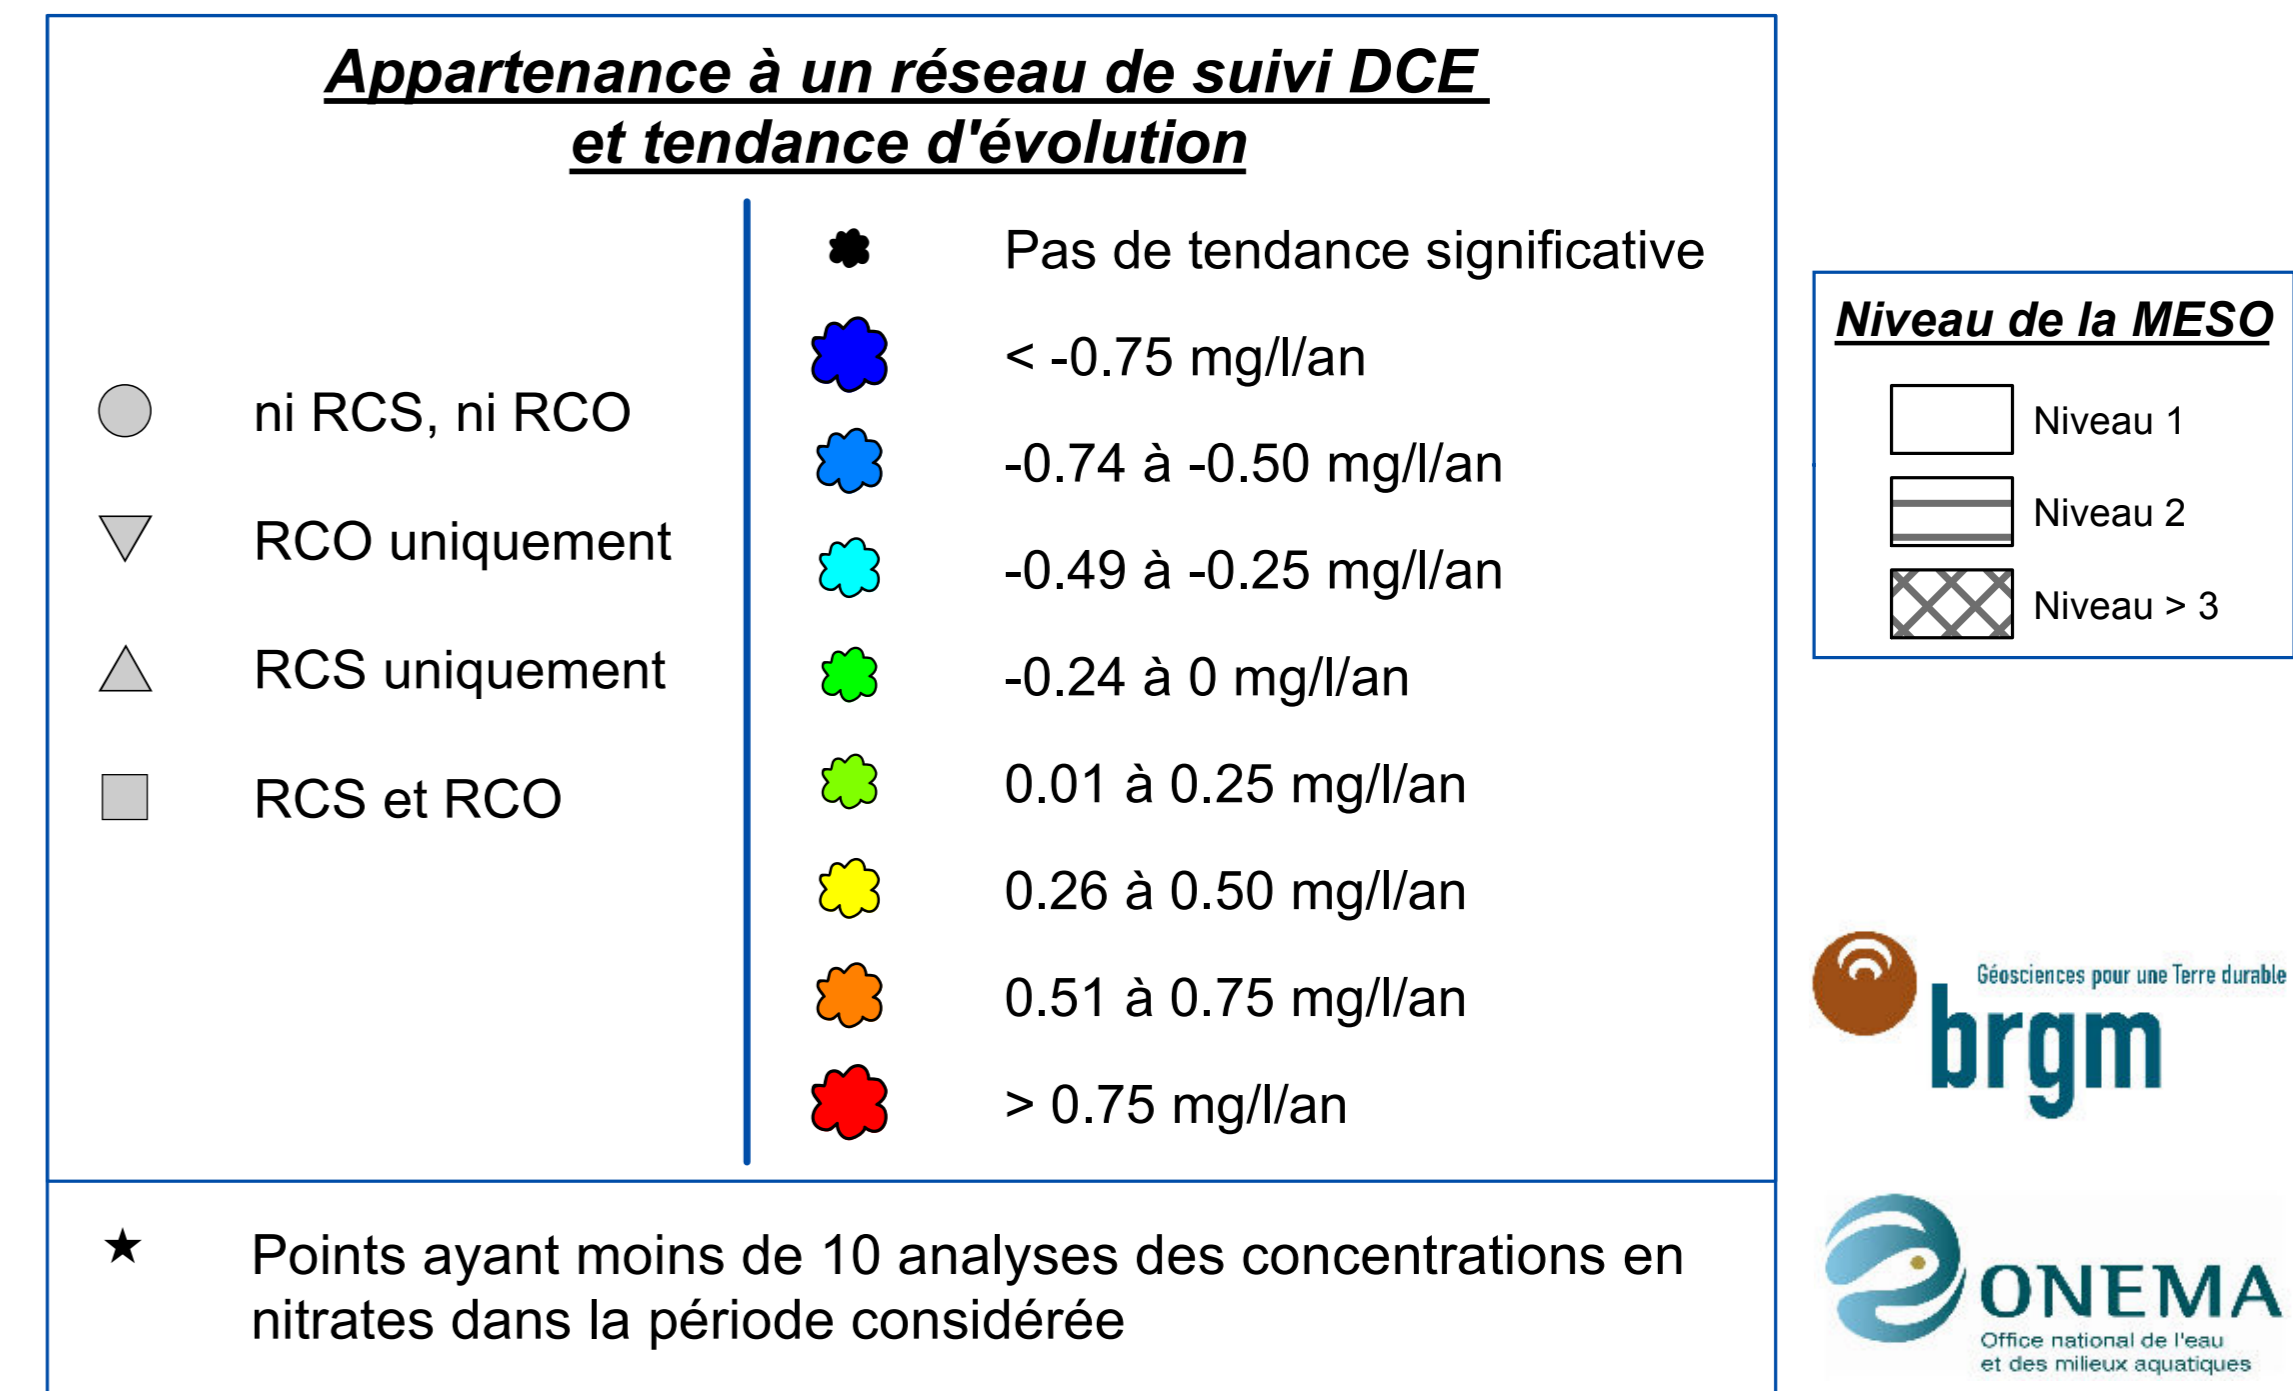 Appartenance à un réseau de suivi DCE
et tendance d'évolution
ni RCS, ni RCO
RCO uniquement
RCS uniquement
RCS et RCO
Pas de tendance significative
< -0.75 mg/l/an
-0.74 à -0.50 mg/l/an
-0.49 à -0.25 mg/l/an
-0.24 à 0 mg/l/an
0.01 à 0.25 mg/l/an
0.26 à 0.50 mg/l/an
0.51 à 0.75 mg/l/an
> 0.75 mg/l/an
Points ayant moins de 10 analyses des concentrations en
nitrates dans la période considérée
Niveau de la MESO
Niveau 1
Niveau 2
Niveau > 3
Géosciences pour une Terre durable
brgm
ONEMA
Office national de l'eau
et des milieux aquatiques